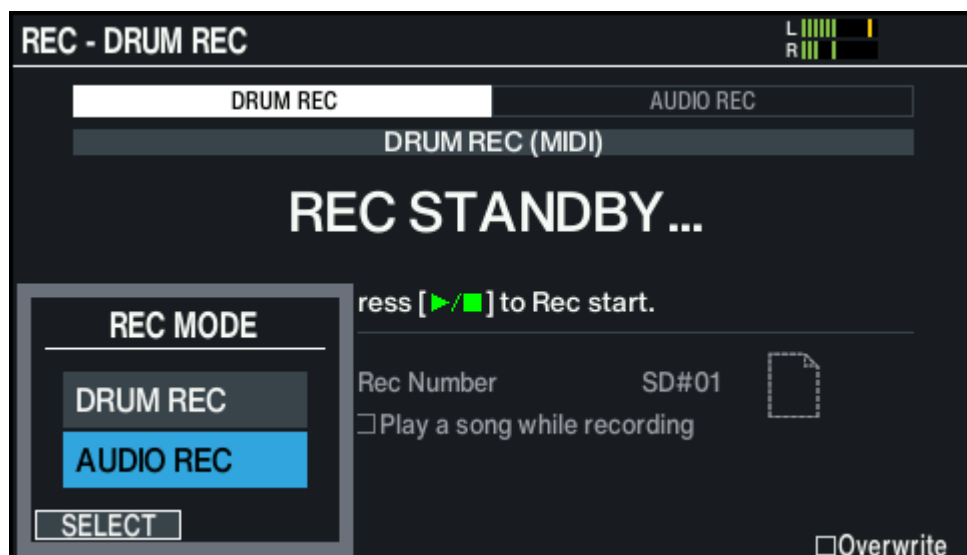 REC - DRUM REC
L
R
DRUM REC
AUDIO REC
DRUM REC (MIDI)
REC STANDBY...
ress [▶/■] to Rec start.
Rec Number SD#01
☐Play a song while recording
REC MODE
DRUM REC
AUDIO REC
SELECT
☐Overwrite